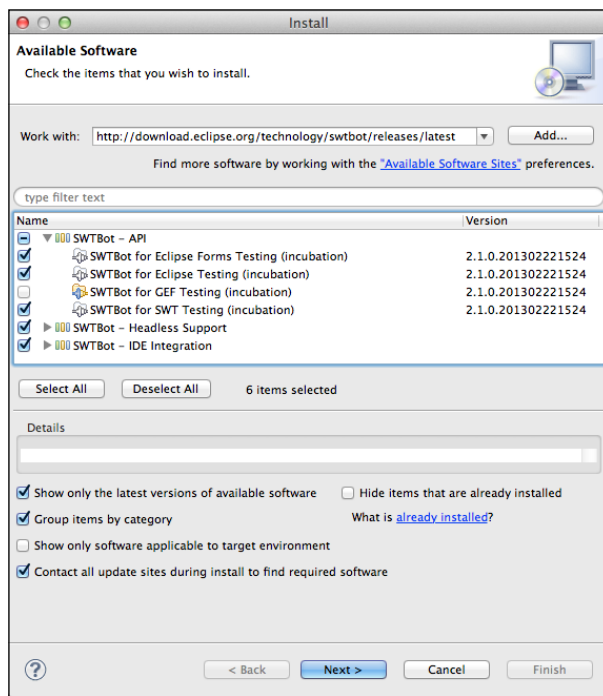 Install
Available Software
Check the items that you wish to install.
Work with: http://download.eclipse.org/technology/swtbot/releases/latest Add...
Find more software by working with the "Available Software Sites" preferences.
type filter text
Name Version
SWTBot – API
SWTBot for Eclipse Forms Testing (incubation) 2.1.0.201302221524
SWTBot for Eclipse Testing (incubation) 2.1.0.201302221524
SWTBot for GEF Testing (incubation) 2.1.0.201302221524
SWTBot for SWT Testing (incubation) 2.1.0.201302221524
SWTBot – Headless Support
SWTBot – IDE Integration
Select All Deselect All 6 items selected
Details
Show only the latest versions of available software Hide items that are already installed
Group items by category What is already installed?
Show only software applicable to target environment
Contact all update sites during install to find required software
? < Back Next > Cancel Finish